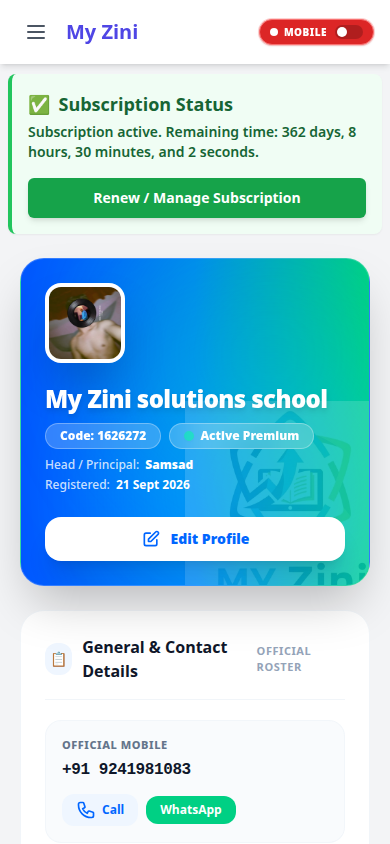 My Zini
MOBILE
✅ Subscription Status
Subscription active. Remaining time: 362 days, 8
hours, 30 minutes, and 2 seconds.
Renew / Manage Subscription
My Zini solutions school
Code: 1626272
Active Premium
Head / Principal: Samsad
Registered: 21 Sept 2026
MY Zini
Edit Profile
General & Contact
Details
OFFICIAL
ROSTER
OFFICIAL MOBILE
+91 9241981083
Call
WhatsApp